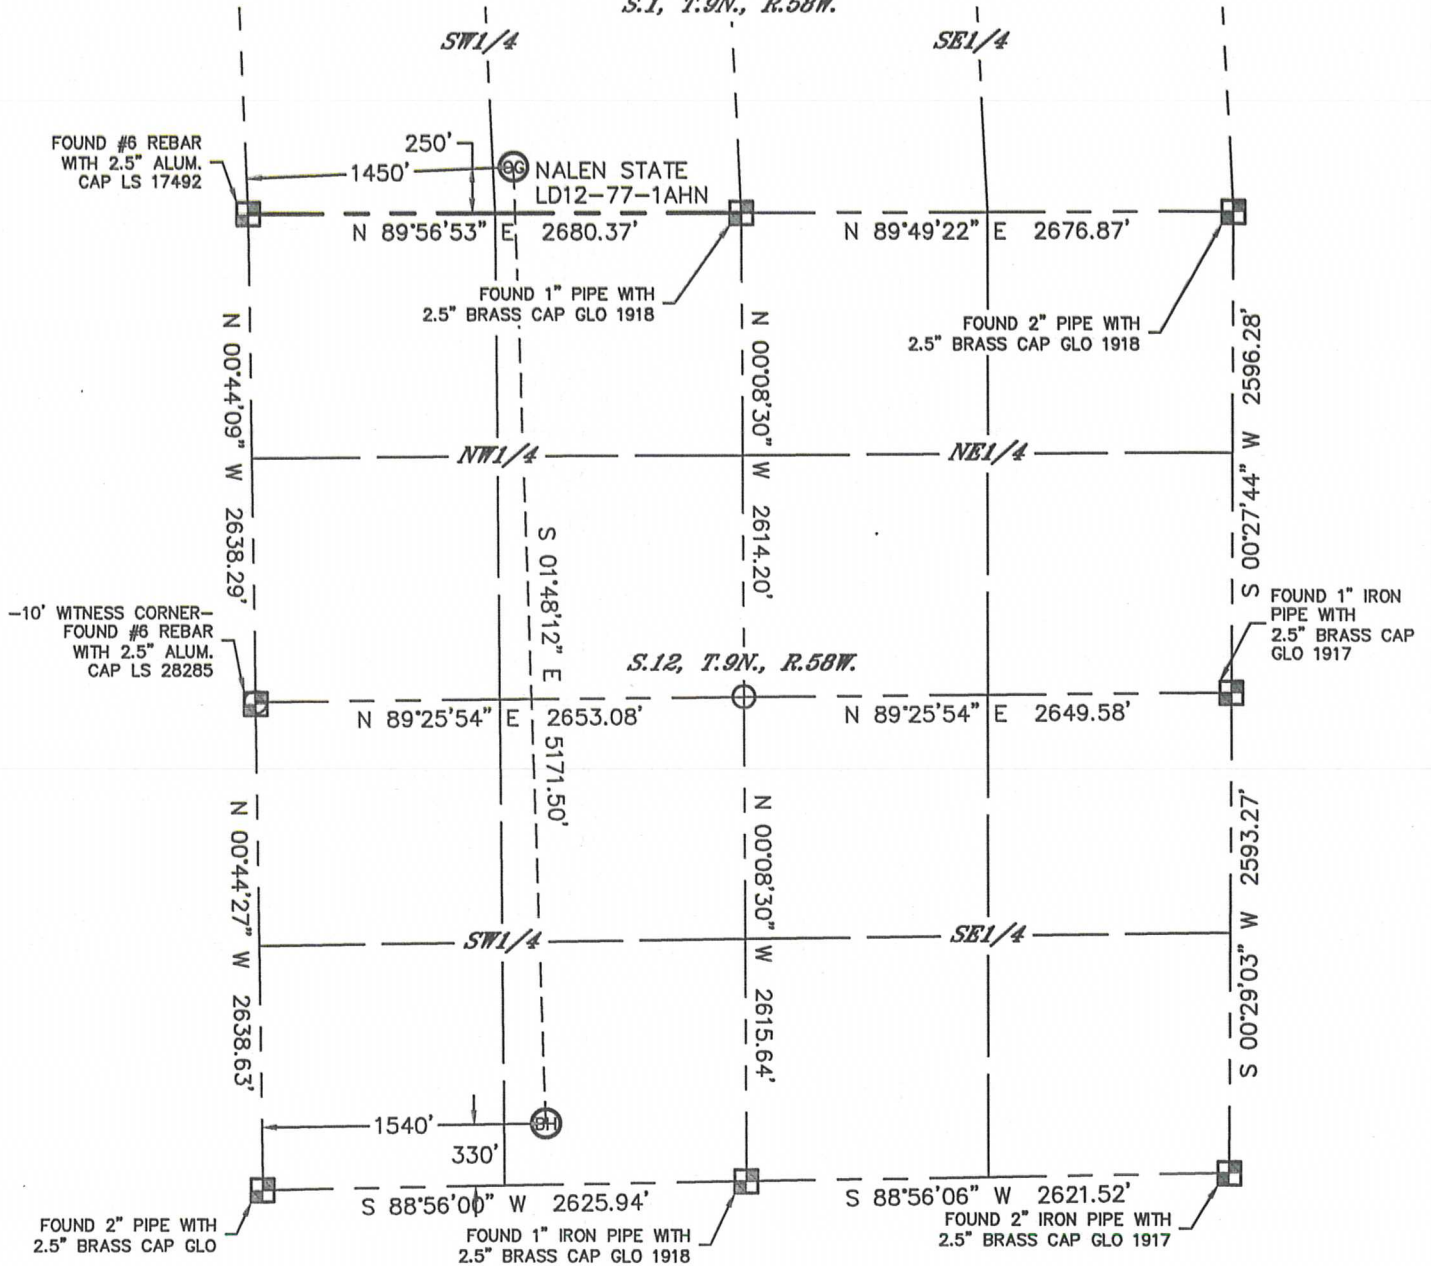 S.1, T.9N., R.58W.
SW1/4
SE1/4
FOUND #6 REBAR
WITH 2.5" ALUM.
CAP LS 17492
250'
1450'
NALEN STATE
LD12-77-1AHN
N 89°56'53" E 2680.37'
N 89°49'22" E 2676.87'
FOUND 1" PIPE WITH
2.5" BRASS CAP GLO 1918
FOUND 2" PIPE WITH
2.5" BRASS CAP GLO 1918
N 00°44'09" W 2638.29'
N 00°08'30" W 2614.20'
S 00°27'44" W 2596.28'
NW1/4
NE1/4
S 01°48'12" E 5171.50'
-10' WITNESS CORNER-
FOUND #6 REBAR
WITH 2.5" ALUM.
CAP LS 28285
S.12, T.9N., R.58W.
FOUND 1" IRON
PIPE WITH
2.5" BRASS CAP
GLO 1917
N 89°25'54" E 2653.08'
N 89°25'54" E 2649.58'
N 00°44'27" W 2638.63'
N 00°08'30" W 2615.64'
S 00°29'03" W 2593.27'
SW1/4
SE1/4
1540'
BH
330'
S 88°56'00" W 2625.94'
S 88°56'06" W 2621.52'
FOUND 2" PIPE WITH
2.5" BRASS CAP GLO
FOUND 1" IRON PIPE WITH
2.5" BRASS CAP GLO 1918
FOUND 2" IRON PIPE WITH
2.5" BRASS CAP GLO 1917